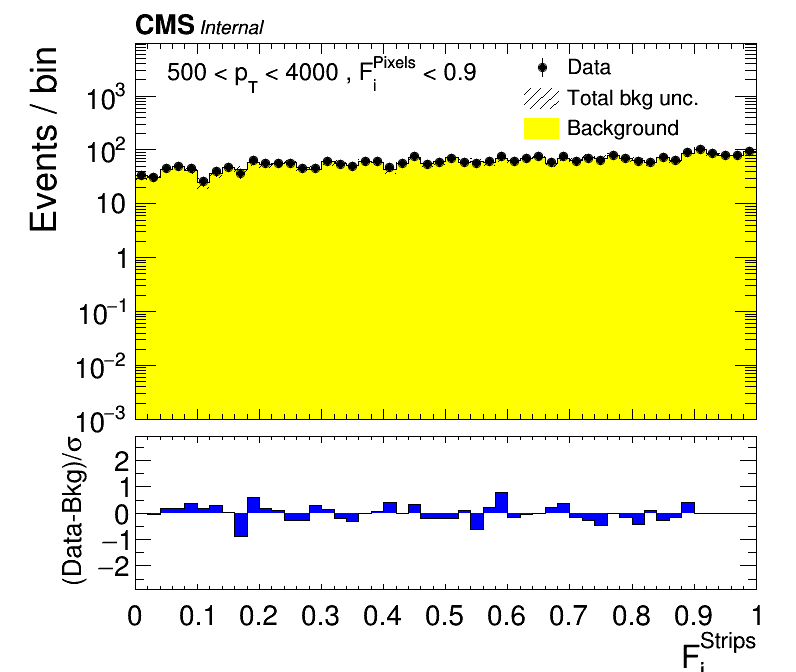 CMS Internal
500 < p_T < 4000 , F_i^Pixels < 0.9
Data
Total bkg unc.
Background
Events / bin
10^3
10^2
10
1
10^−1
10^−2
10^−3
(Data-Bkg)/σ
2
1
0
−1
−2
0 0.1 0.2 0.3 0.4 0.5 0.6 0.7 0.8 0.9 1
F_i^Strips